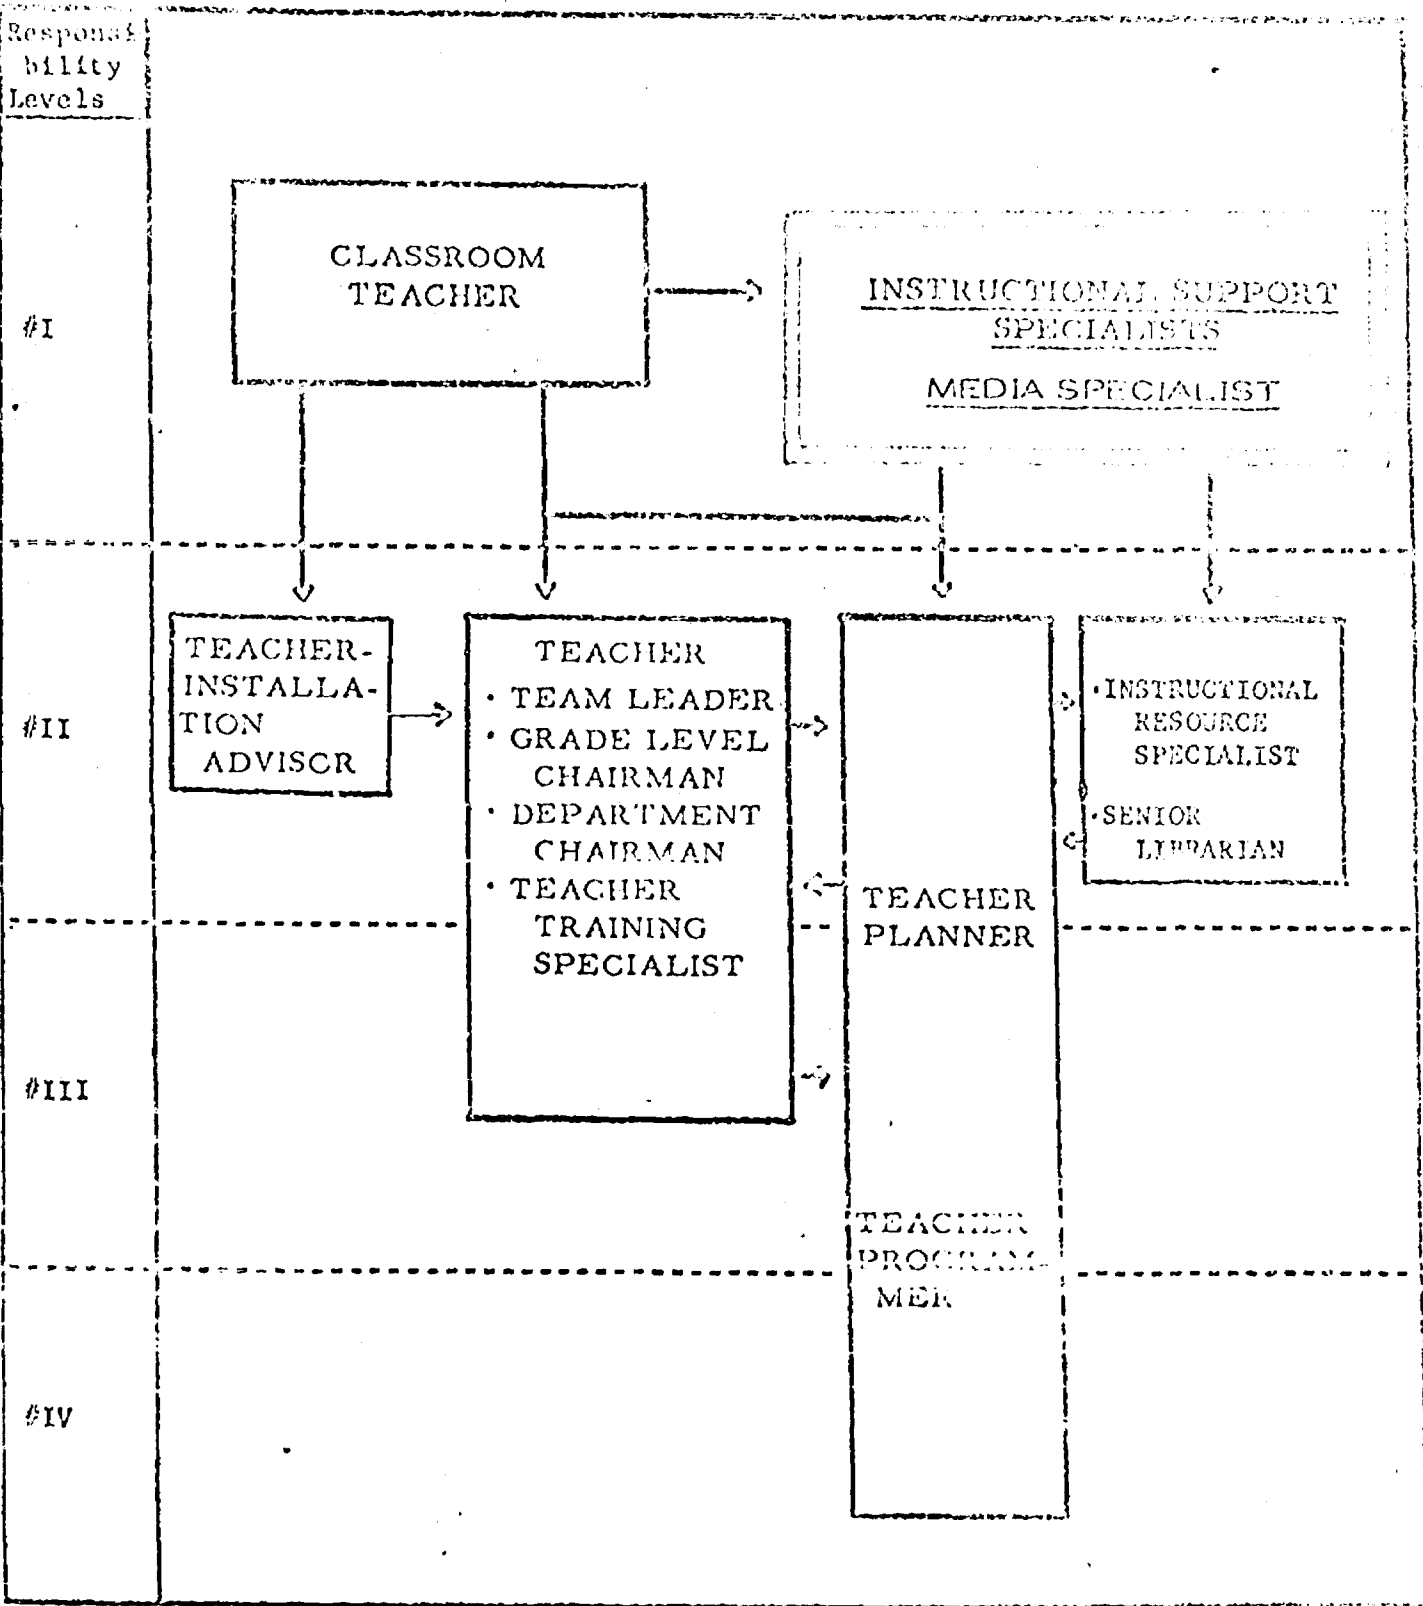 Responsi
bility
Levels
#I
CLASSROOM
TEACHER
INSTRUCTIONAL SUPPORT
SPECIALISTS
MEDIA SPECIALIST
#II
TEACHER-
INSTALLA-
TION
ADVISOR
TEACHER
· TEAM LEADER
· GRADE LEVEL
CHAIRMAN
· DEPARTMENT
CHAIRMAN
· TEACHER
TRAINING
SPECIALIST
TEACHER
PLANNER
·INSTRUCTIONAL
RESOURCE
SPECIALIST
·SENIOR
LIBRARIAN
#III
TEACHER
PROGRAM-
MER
#IV